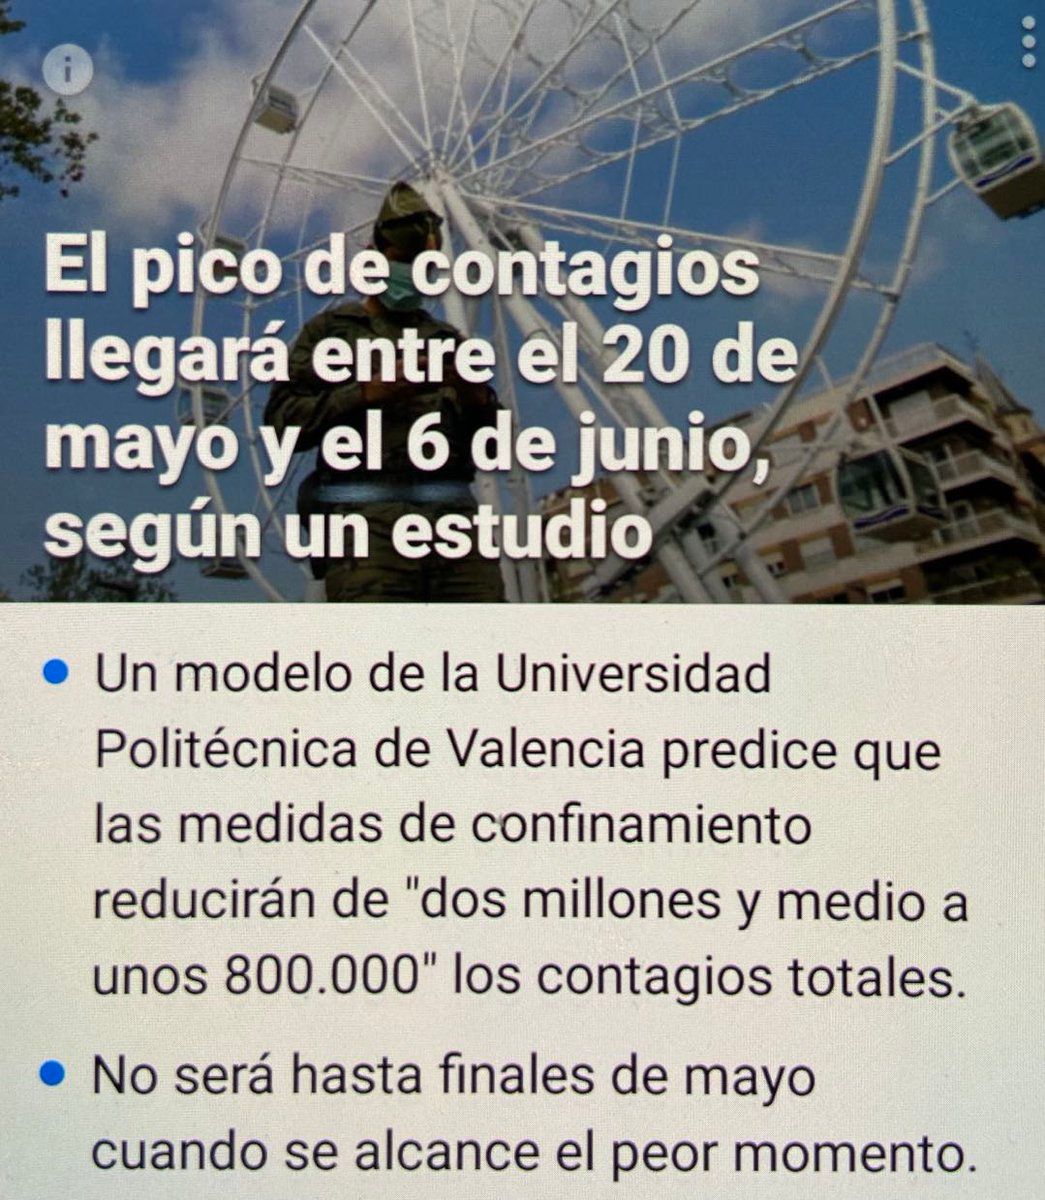 i
El pico de contagios
llegará entre el 20 de
mayo y el 6 de junio,
según un estudio
Un modelo de la Universidad
Politécnica de Valencia predice que
las medidas de confinamiento
reducirán de "dos millones y medio a
unos 800.000" los contagios totales.
No será hasta finales de mayo
cuando se alcance el peor momento.